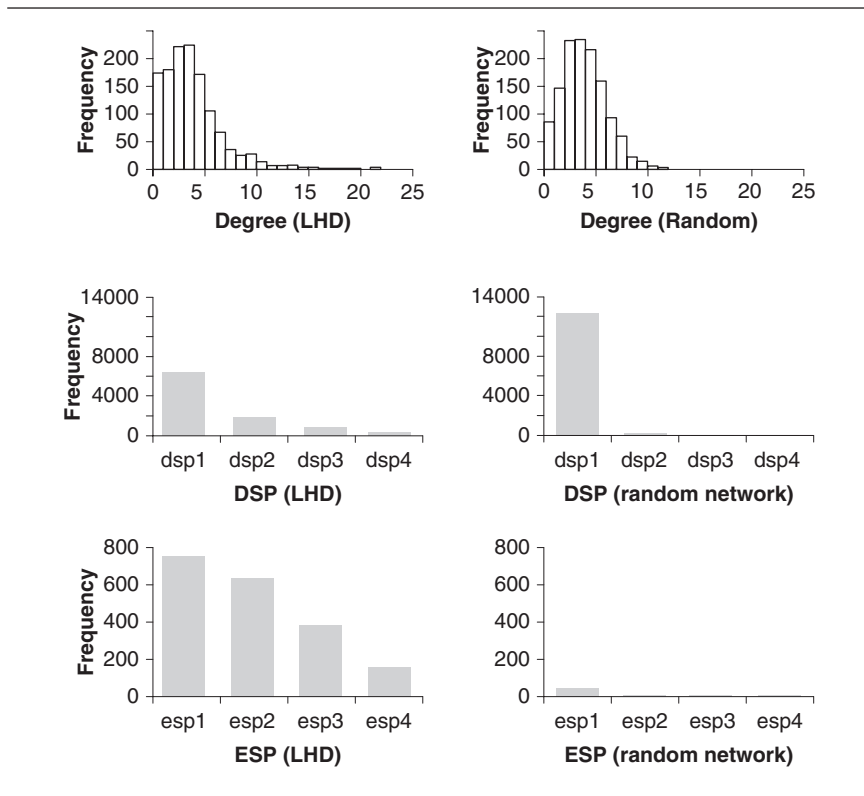 Frequency
200
150
100
50
0
0 5 10 15 20 25
Degree (LHD)
Frequency
200
150
100
50
0
0 5 10 15 20 25
Degree (Random)
Frequency
14000
8000
4000
0
dsp1 dsp2 dsp3 dsp4
DSP (LHD)
14000
8000
4000
0
dsp1 dsp2 dsp3 dsp4
DSP (random network)
Frequency
800
600
400
200
0
esp1 esp2 esp3 esp4
ESP (LHD)
800
600
400
200
0
esp1 esp2 esp3 esp4
ESP (random network)